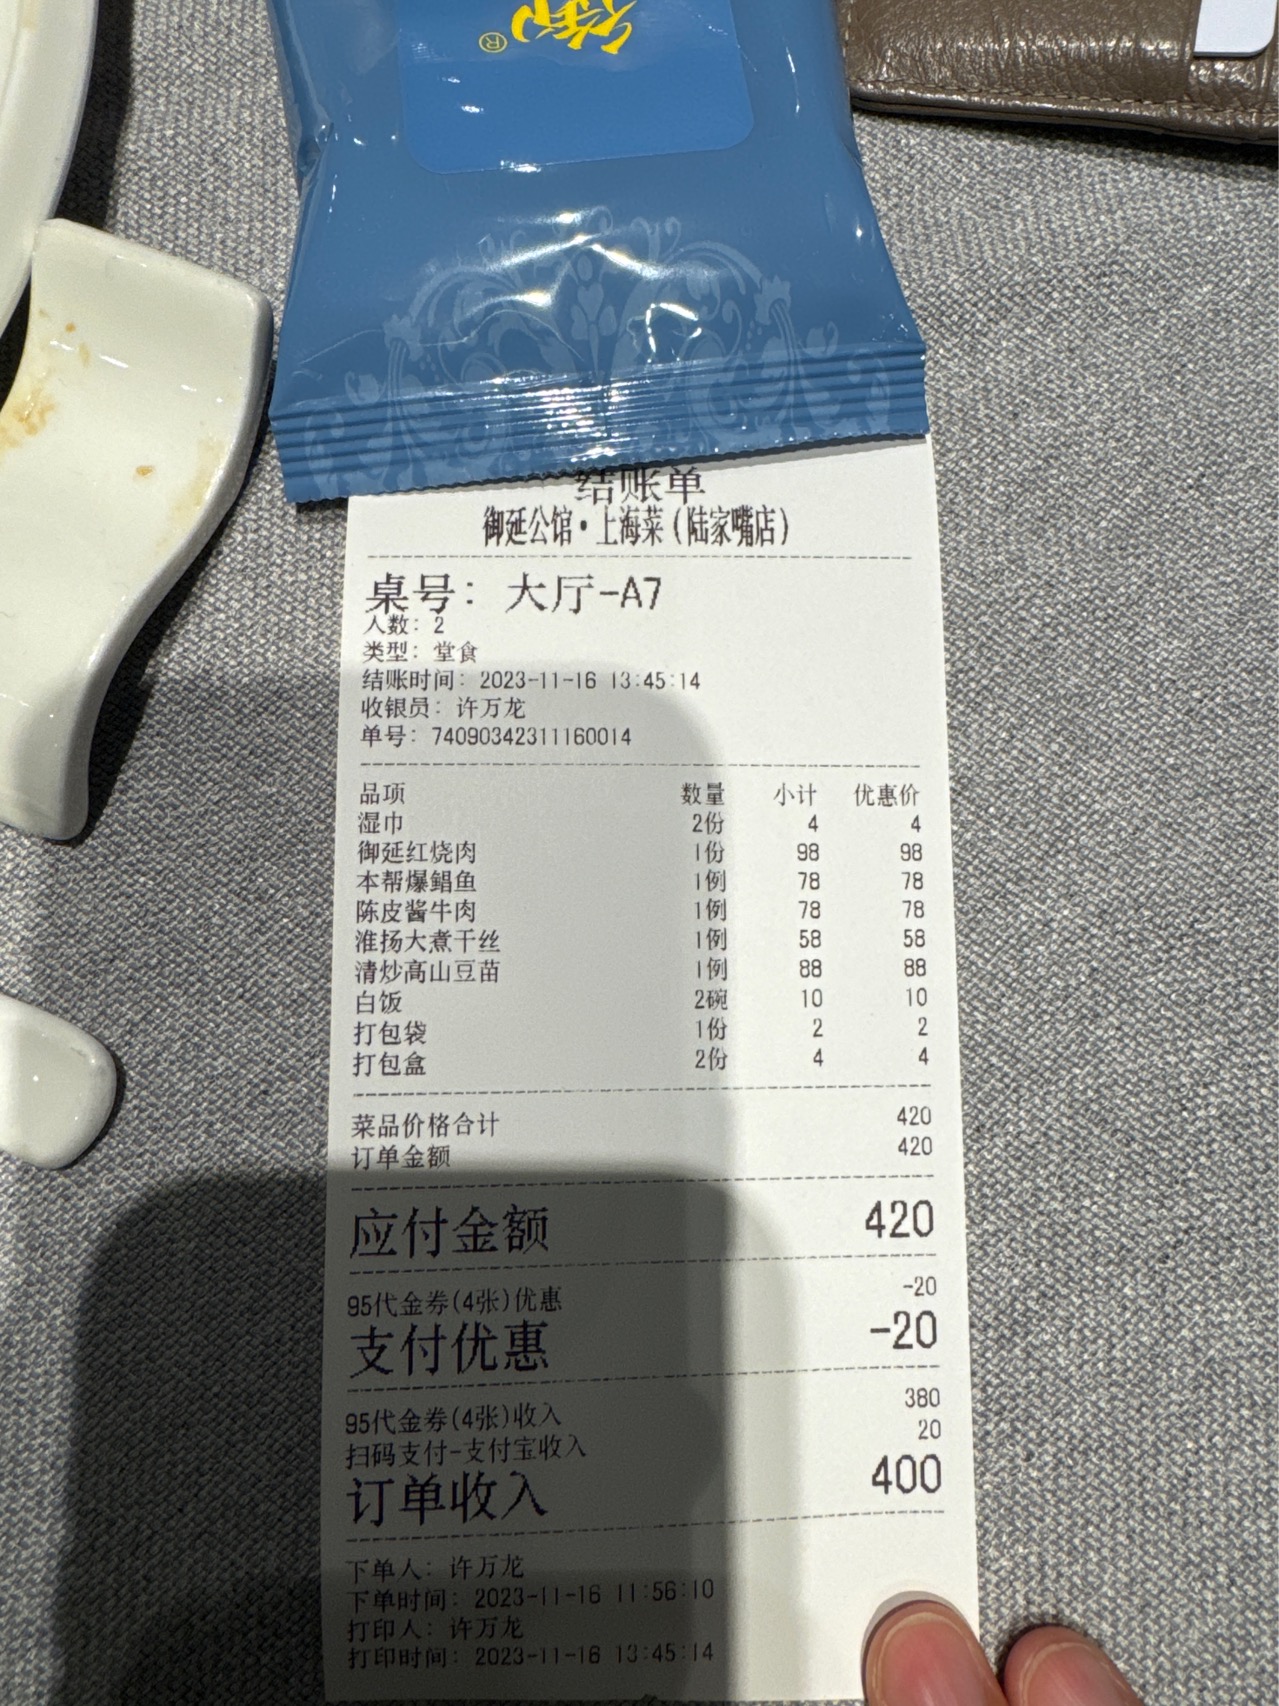 结账单
御延公馆·上海菜(陆家嘴店)
桌号: 大厅-A7
人数: 2
类型: 堂食
结账时间: 2023-11-16 13:45:14
收银员: 许万龙
单号: 74090342311160014
品项 数量 小计 优惠价
湿巾 2份 4 4
御延红烧肉 1份 98 98
本帮爆鲳鱼 1例 78 78
陈皮酱牛肉 1例 78 78
淮扬大煮干丝 1例 58 58
清炒高山豆苗 1例 88 88
白饭 2碗 10 10
打包袋 1份 2 2
打包盒 2份 4 4
菜品价格合计 420
订单金额 420
应付金额 420
95代金券(4张)优惠 -20
支付优惠 -20
95代金券(4张)收入 380
扫码支付-支付宝收入 20
订单收入 400
下单人: 许万龙
下单时间: 2023-11-16 11:56:10
打印人: 许万龙
打印时间: 2023-11-16 13:45:14